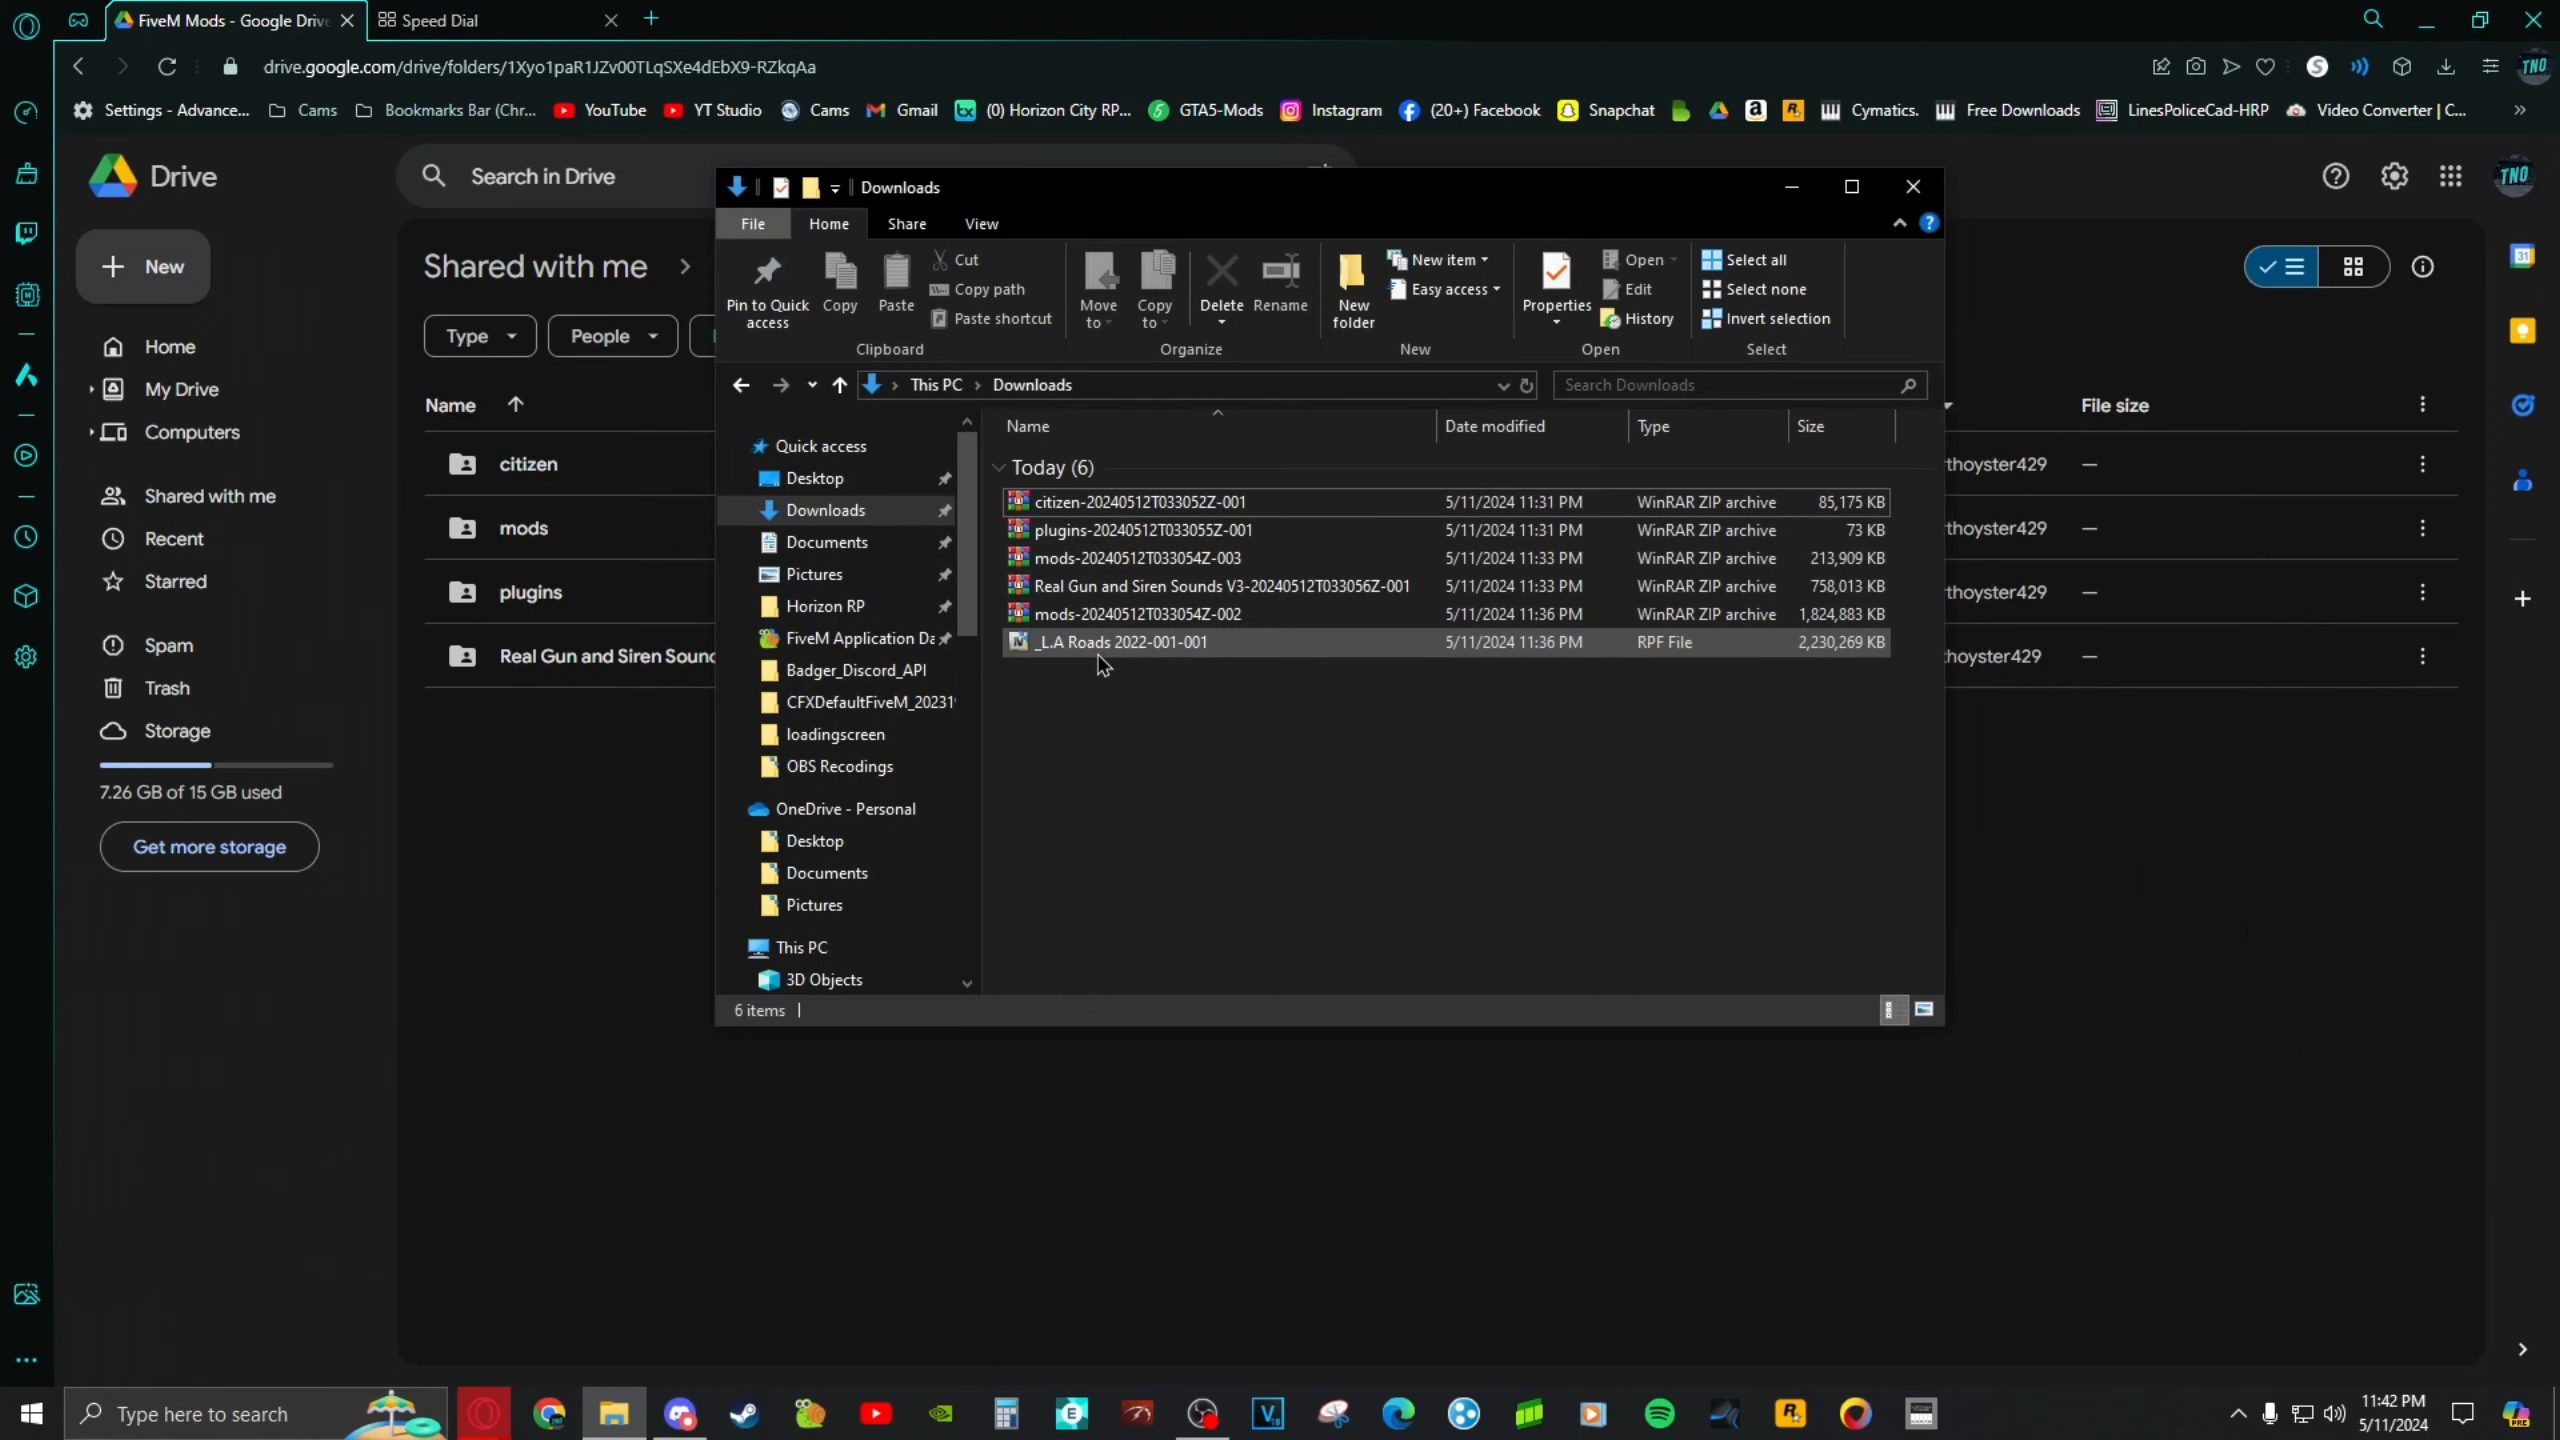 FiveM Mods - Google Drive
Speed Dial
drive.google.com/drive/folders/1Xyo1paR1JZv00TLqSXe4dEbX9-RZkqAa
TNO
Settings - Advance...
Cams
Bookmarks Bar (Chr...
YouTube
YT Studio
Cams
Gmail
(0) Horizon City RP...
GTA5-Mods
Instagram
(20+) Facebook
Snapchat
Cymatics.
Free Downloads
LinesPoliceCad-HRP
Video Converter | C...
Drive
Search in Drive
TNO
New
Shared with me
Type
People
Home
My Drive
Computers
Shared with me
Recent
Starred
Spam
Trash
Storage
7.26 GB of 15 GB used
Get more storage
Name
File size
citizen
thoyster429
—
mods
thoyster429
—
plugins
thoyster429
—
Real Gun and Siren Sounc
thoyster429
—
Downloads
File
Home
Share
View
Pin to Quick access
Copy
Paste
Cut
Copy path
Paste shortcut
Clipboard
Move to
Copy to
Delete
Rename
Organize
New folder
New item
Easy access
New
Properties
Open
Edit
History
Open
Select all
Select none
Invert selection
Select
This PC
Downloads
Search Downloads
Quick access
Desktop
Downloads
Documents
Pictures
Horizon RP
FiveM Application Da
Badger_Discord_API
CFXDefaultFiveM_20231
loadingscreen
OBS Recodings
OneDrive - Personal
Desktop
Documents
Pictures
This PC
3D Objects
Name
Date modified
Type
Size
Today (6)
citizen-20240512T033052Z-001 5/11/2024 11:31 PM WinRAR ZIP archive 85,175 KB
plugins-20240512T033055Z-001 5/11/2024 11:31 PM WinRAR ZIP archive 73 KB
mods-20240512T033054Z-003 5/11/2024 11:33 PM WinRAR ZIP archive 213,909 KB
Real Gun and Siren Sounds V3-20240512T033056Z-001 5/11/2024 11:33 PM WinRAR ZIP archive 758,013 KB
mods-20240512T033054Z-002 5/11/2024 11:36 PM WinRAR ZIP archive 1,824,883 KB
_L.A Roads 2022-001-001 5/11/2024 11:36 PM RPF File 2,230,269 KB
6 items
Type here to search
11:42 PM
5/11/2024